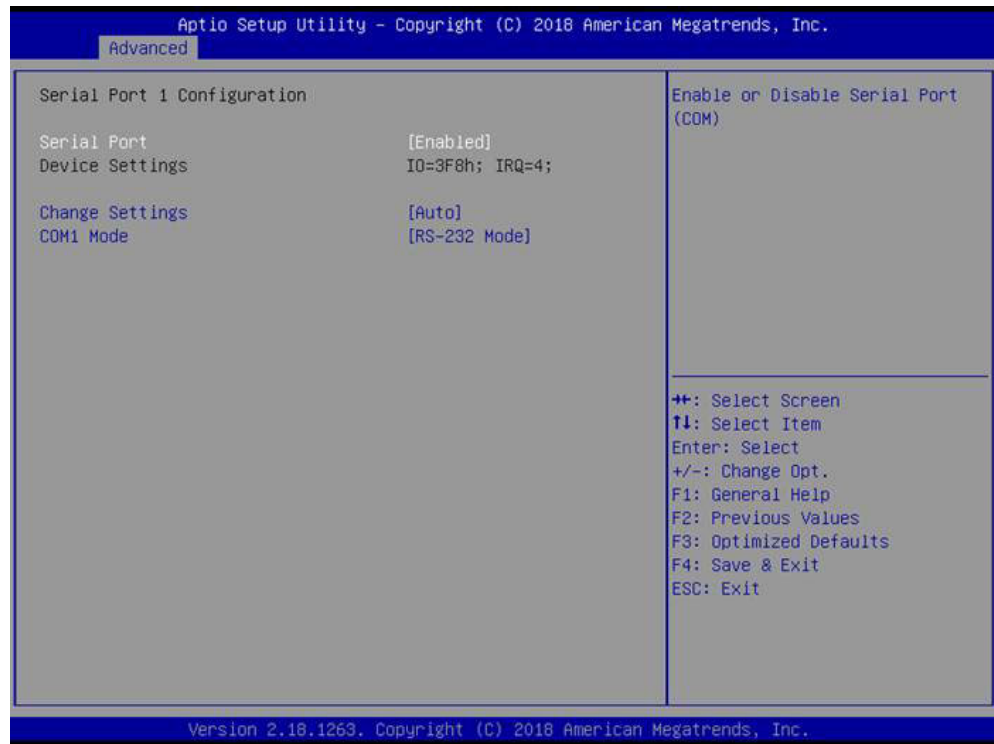 Aptio Setup Utility – Copyright (C) 2018 American Megatrends, Inc.
Advanced
Serial Port 1 Configuration
Serial Port [Enabled]
Device Settings IO=3F8h; IRQ=4;
Change Settings [Auto]
COM1 Mode [RS-232 Mode]
Enable or Disable Serial Port
(COM)
→←: Select Screen
↑↓: Select Item
Enter: Select
+/-: Change Opt.
F1: General Help
F2: Previous Values
F3: Optimized Defaults
F4: Save & Exit
ESC: Exit
Version 2.18.1263. Copyright (C) 2018 American Megatrends, Inc.